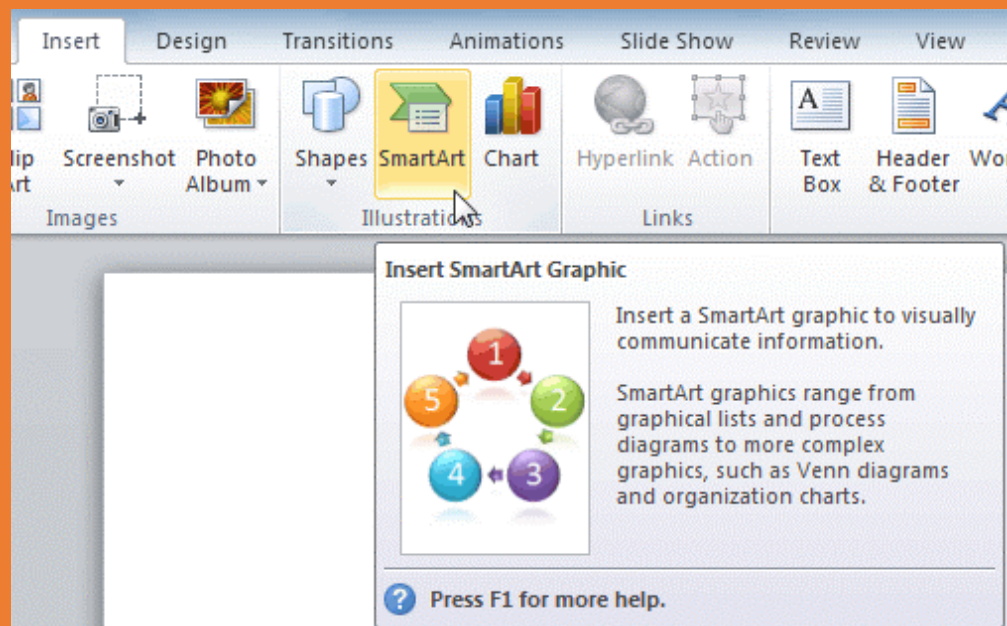 Insert Design Transitions Animations Slide Show Review View
Screenshot Photo Album Shapes SmartArt Chart Hyperlink Action Text Box Header & Footer
Images Illustrations Links
Insert SmartArt Graphic
Insert a SmartArt graphic to visually
communicate information.
SmartArt graphics range from
graphical lists and process
diagrams to more complex
graphics, such as Venn diagrams
and organization charts.
1
5 2
4 3
Press F1 for more help.